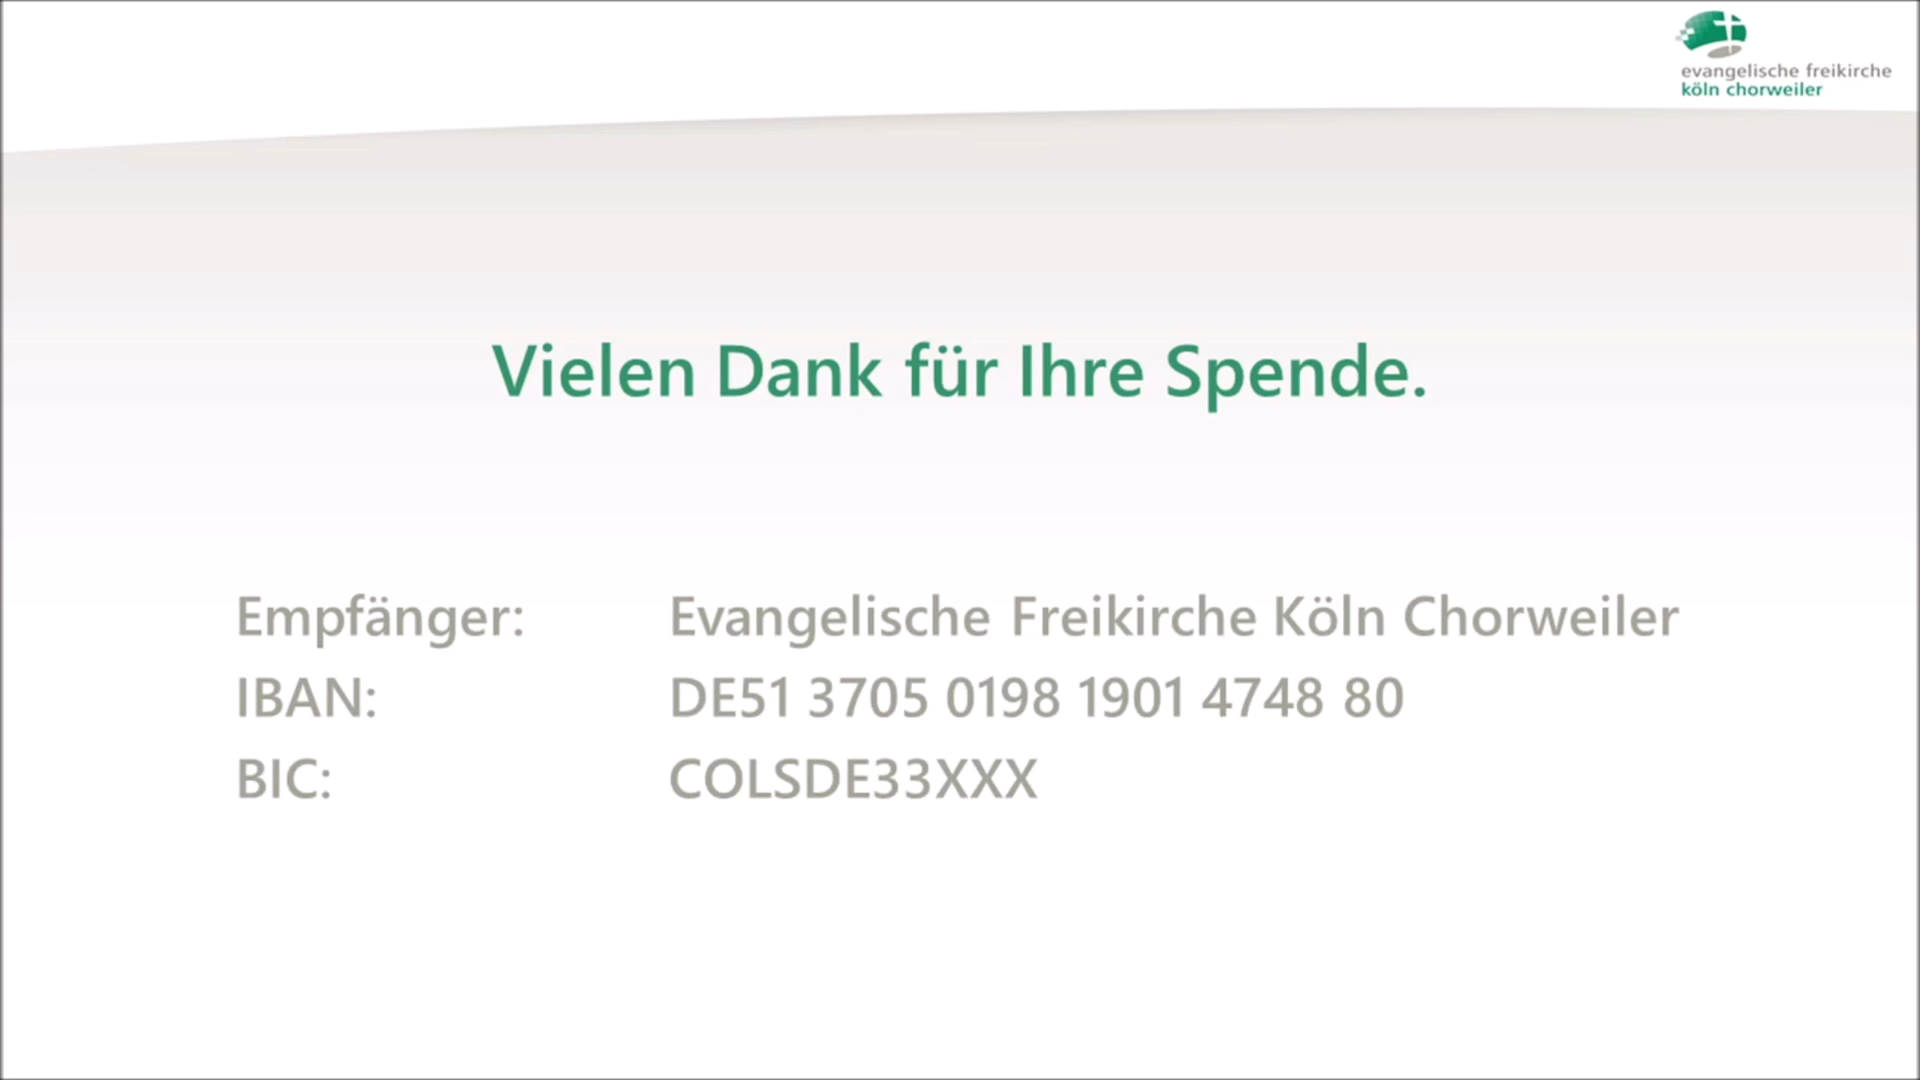 evangelische freikirche
köln chorweiler
Vielen Dank für Ihre Spende.
Empfänger: Evangelische Freikirche Köln Chorweiler
IBAN: DE51 3705 0198 1901 4748 80
BIC: COLSDE33XXX